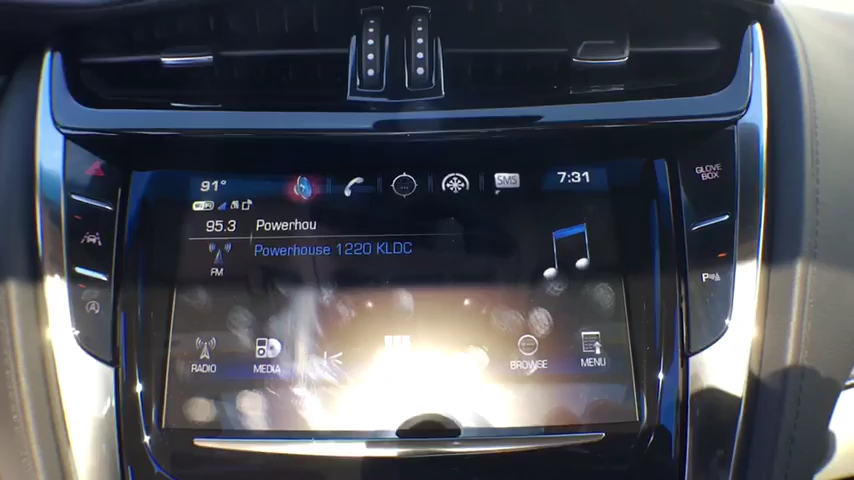 91° SMS 7:31
GLOVE BOX
95.3 Powerhou
Powerhouse 1220 KLDC
FM
RADIO MEDIA BROWSE MENU